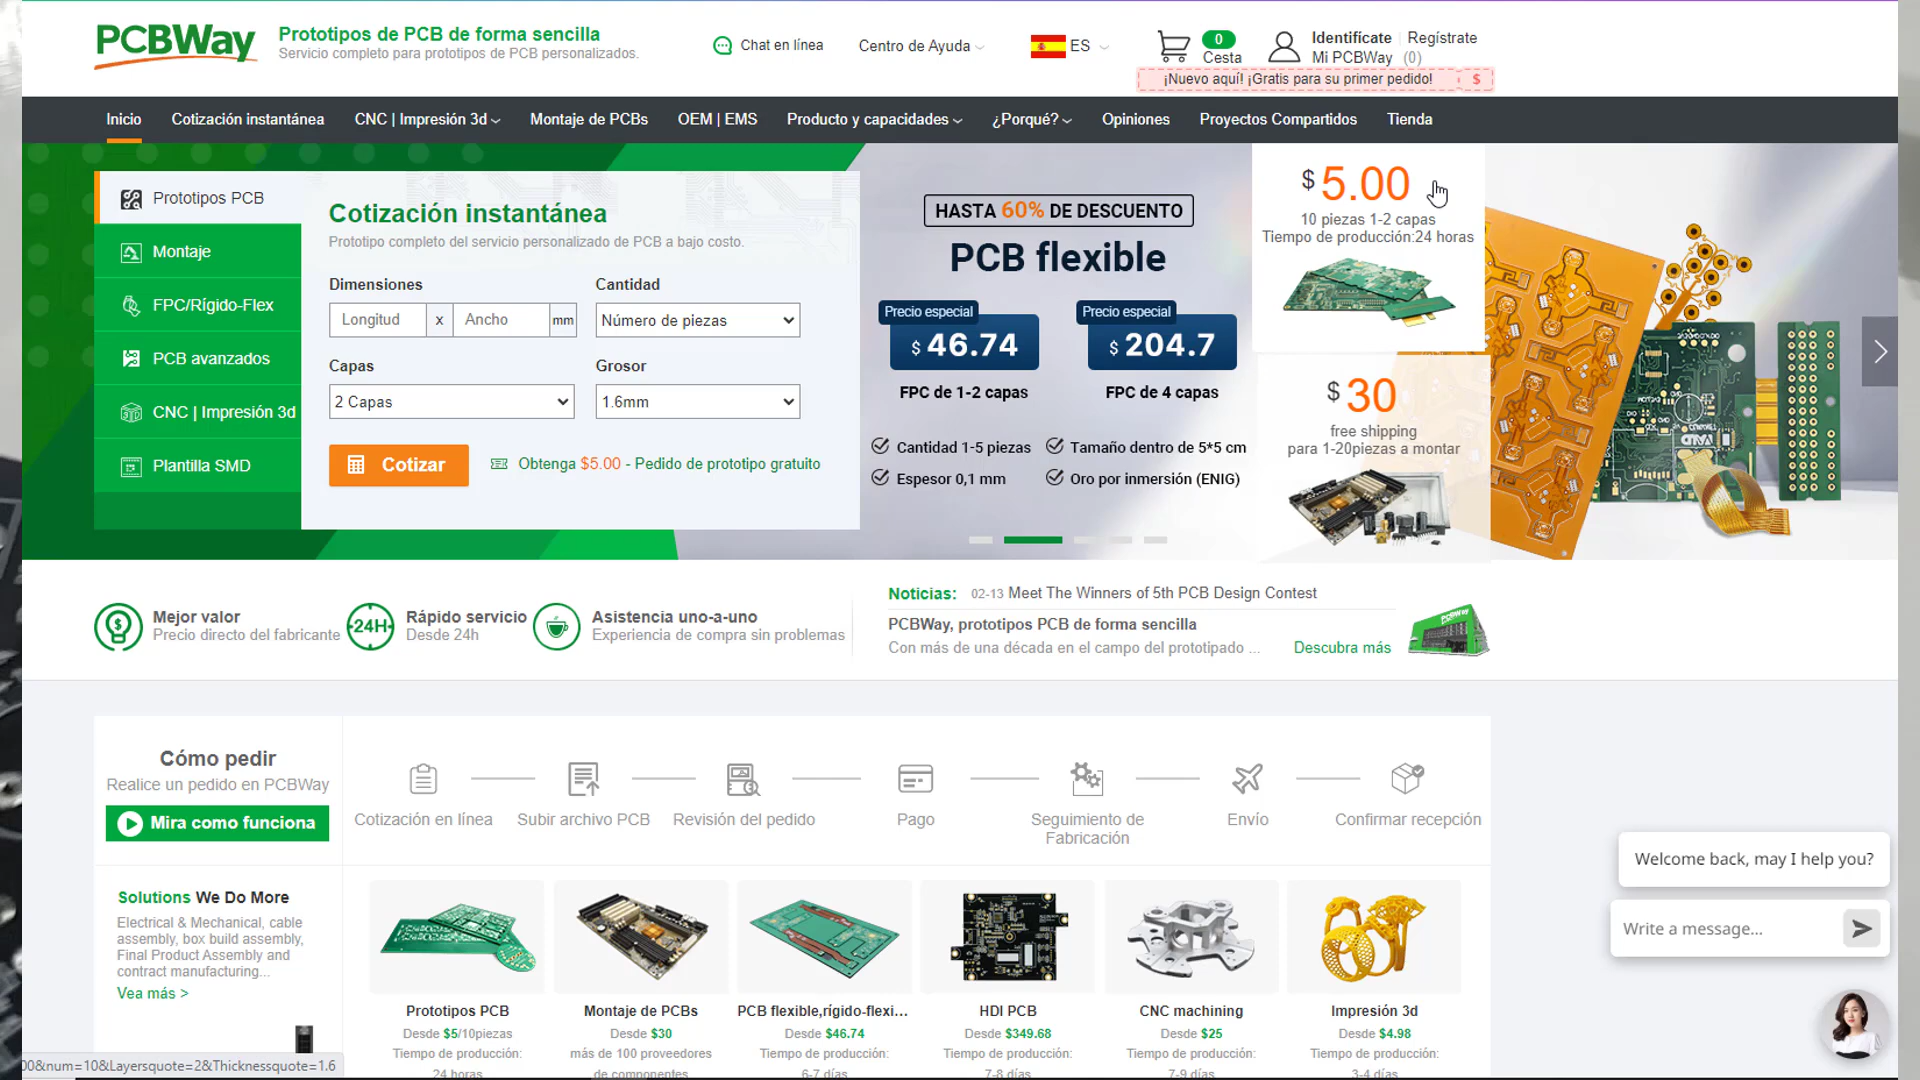 PCBWay
Prototipos de PCB de forma sencilla
Servicio completo para prototipos de PCB personalizados.
Chat en línea
Centro de Ayuda
ES
0
Cesta
Identifícate
Regístrate
Mi PCBWay (0)
¡Nuevo aquí! ¡Gratis para su primer pedido! $
Inicio
Cotización instantánea
CNC | Impresión 3d
Montaje de PCBs
OEM | EMS
Producto y capacidades
¿Porqué?
Opiniones
Proyectos Compartidos
Tienda
Prototipos PCB
Montaje
FPC/Rígido-Flex
PCB avanzados
CNC | Impresión 3d
Plantilla SMD
Cotización instantánea
Prototipo completo del servicio personalizado de PCB a bajo costo.
Dimensiones
Cantidad
Longitud x Ancho mm
Número de piezas
Capas
Grosor
2 Capas
1.6mm
Cotizar
Obtenga $5.00 - Pedido de prototipo gratuito
HASTA 60% DE DESCUENTO
PCB flexible
Precio especial
$ 46.74
FPC de 1-2 capas
Precio especial
$ 204.7
FPC de 4 capas
Cantidad 1-5 piezas
Tamaño dentro de 5*5 cm
Espesor 0,1 mm
Oro por inmersión (ENIG)
$ 5.00
10 piezas 1-2 capas
Tiempo de producción:24 horas
$ 30
free shipping
para 1-20piezas a montar
Mejor valor
Precio directo del fabricante
24H
Rápido servicio
Desde 24h
Asistencia uno-a-uno
Experiencia de compra sin problemas
Noticias: 02-13 Meet The Winners of 5th PCB Design Contest
PCBWay, prototipos PCB de forma sencilla
Con más de una década en el campo del prototipado ...
Descubra más
Cómo pedir
Realice un pedido en PCBWay
Mira como funciona
Cotización en línea
Subir archivo PCB
Revisión del pedido
Pago
Seguimiento de
Fabricación
Envío
Confirmar recepción
Solutions We Do More
Electrical & Mechanical, cable
assembly, box build assembly,
Final Product Assembly and
contract manufacturing...
Vea más >
Prototipos PCB
Desde $5/10piezas
Tiempo de producción:
24 horas
Montaje de PCBs
Desde $30
más de 100 proveedores
de componentes
PCB flexible,rígido-flexi...
Desde $46.74
Tiempo de producción:
6-7 días
HDI PCB
Desde $349.68
Tiempo de producción:
7-8 días
CNC machining
Desde $25
Tiempo de producción:
7-9 días
Impresión 3d
Desde $4.98
Tiempo de producción:
3-4 días
Welcome back, may I help you?
Write a message...
00&num=10&Layersquote=2&Thicknessquote=1.6